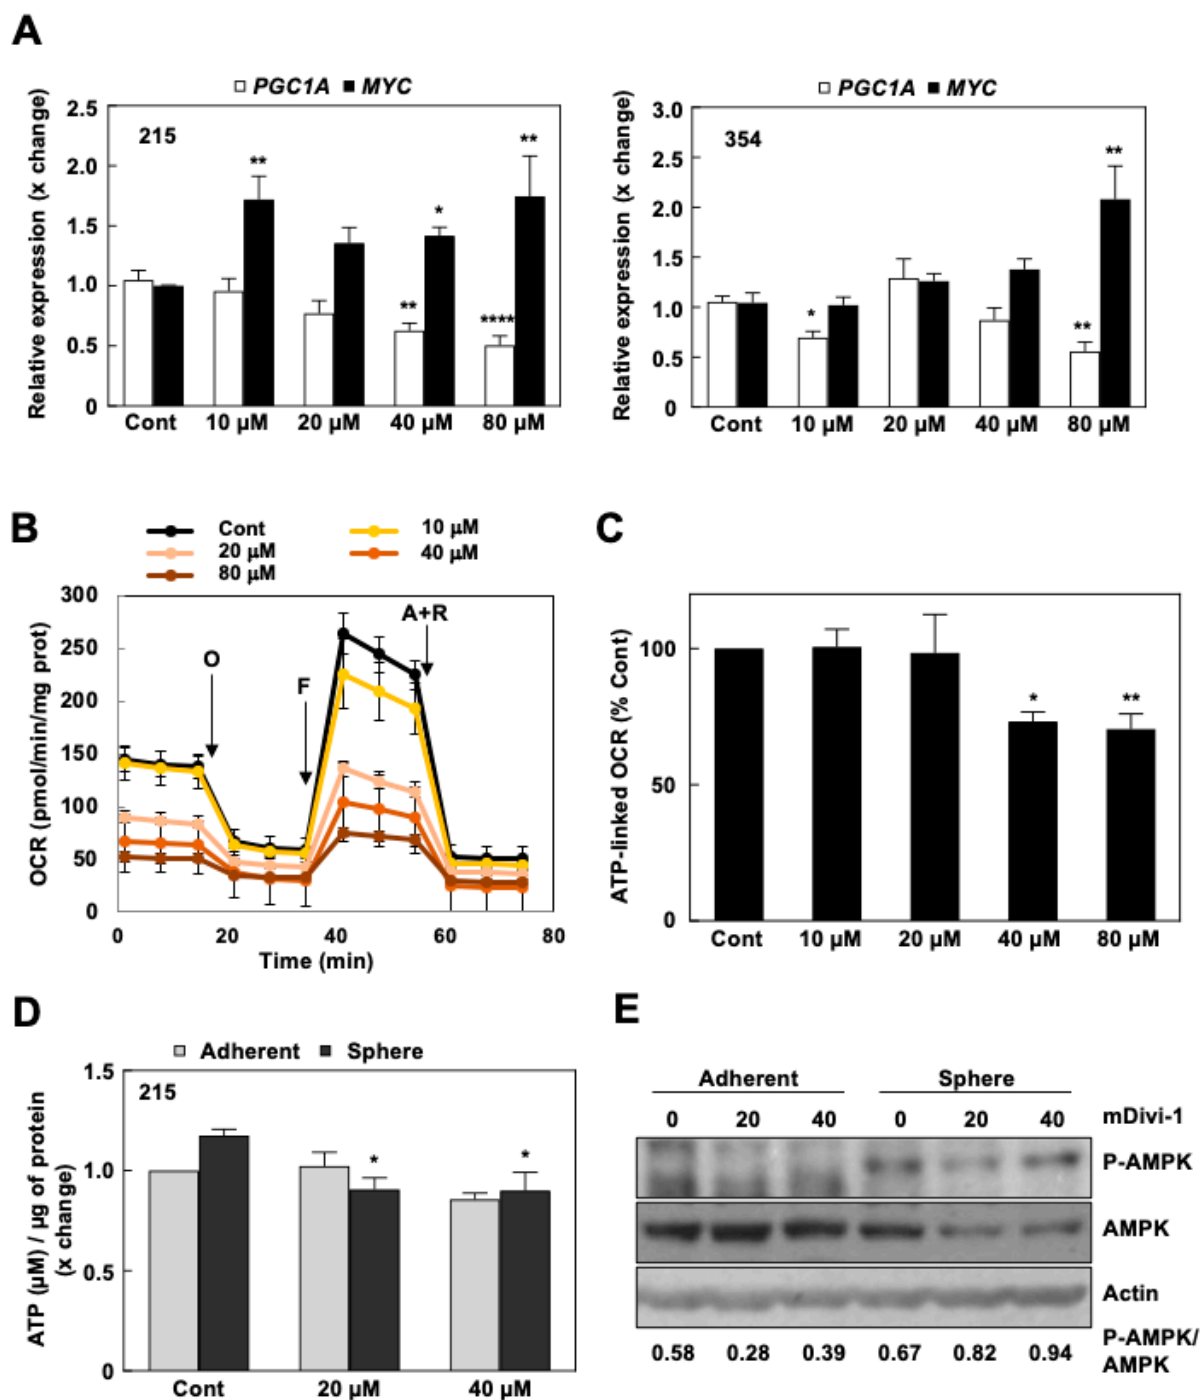 A
PGC1A MYC
Relative expression (x change)
2.5
2.0
1.5
1.0
0.5
0
215
**
*
**
**
****
Cont 10 µM 20 µM 40 µM 80 µM
PGC1A MYC
Relative expression (x change)
3.0
2.5
2.0
1.5
1.0
0.5
0
354
*
**
**
Cont 10 µM 20 µM 40 µM 80 µM
B
Cont 10 µM
20 µM 40 µM
80 µM
OCR (pmol/min/mg prot)
300
250
200
150
100
50
0
O
F
A+R
0 20 40 60 80
Time (min)
C
ATP-linked OCR (% Cont)
100
50
0
*
**
Cont 10 µM 20 µM 40 µM 80 µM
D
Adherent Sphere
ATP (µM) / µg of protein
(x change)
1.5
1.0
0.5
0
215
*
*
Cont 20 µM 40 µM
E
Adherent Sphere
0 20 40 0 20 40 mDivi-1
P-AMPK
AMPK
Actin
0.58 0.28 0.39 0.67 0.82 0.94 P-AMPK/
AMPK